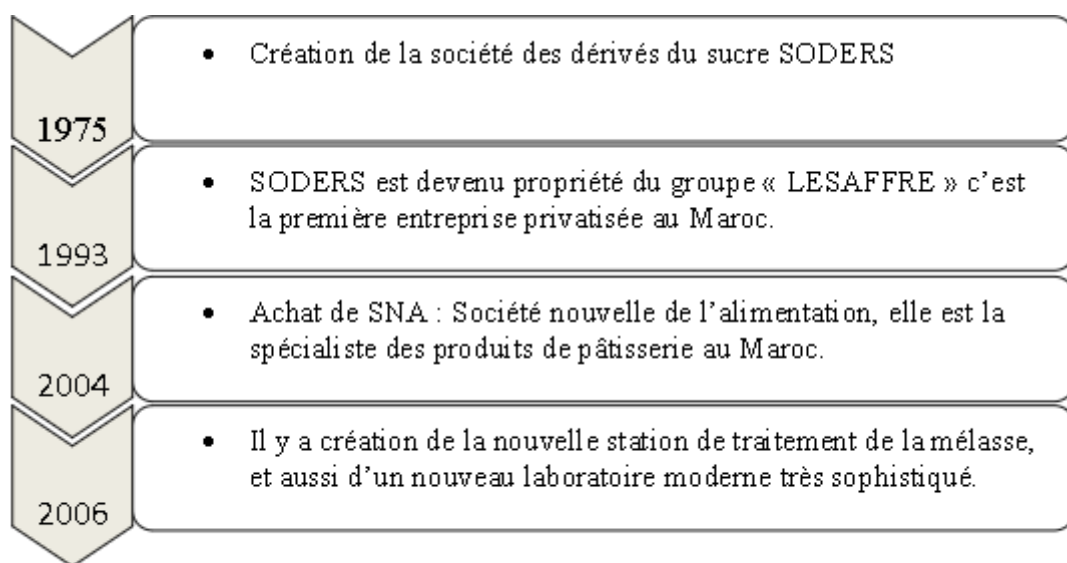 • Création de la société des dérivés du sucre SODERS
1975
• SODERS est devenu propriété du groupe « LESAFFRE » c’est
la première entreprise privatisée au Maroc.
1993
• Achat de SNA : Société nouvelle de l’alimentation, elle est la
spécialiste des produits de pâtisserie au Maroc.
2004
• Il y a création de la nouvelle station de traitement de la mélasse,
et aussi d’un nouveau laboratoire moderne très sophistiqué.
2006